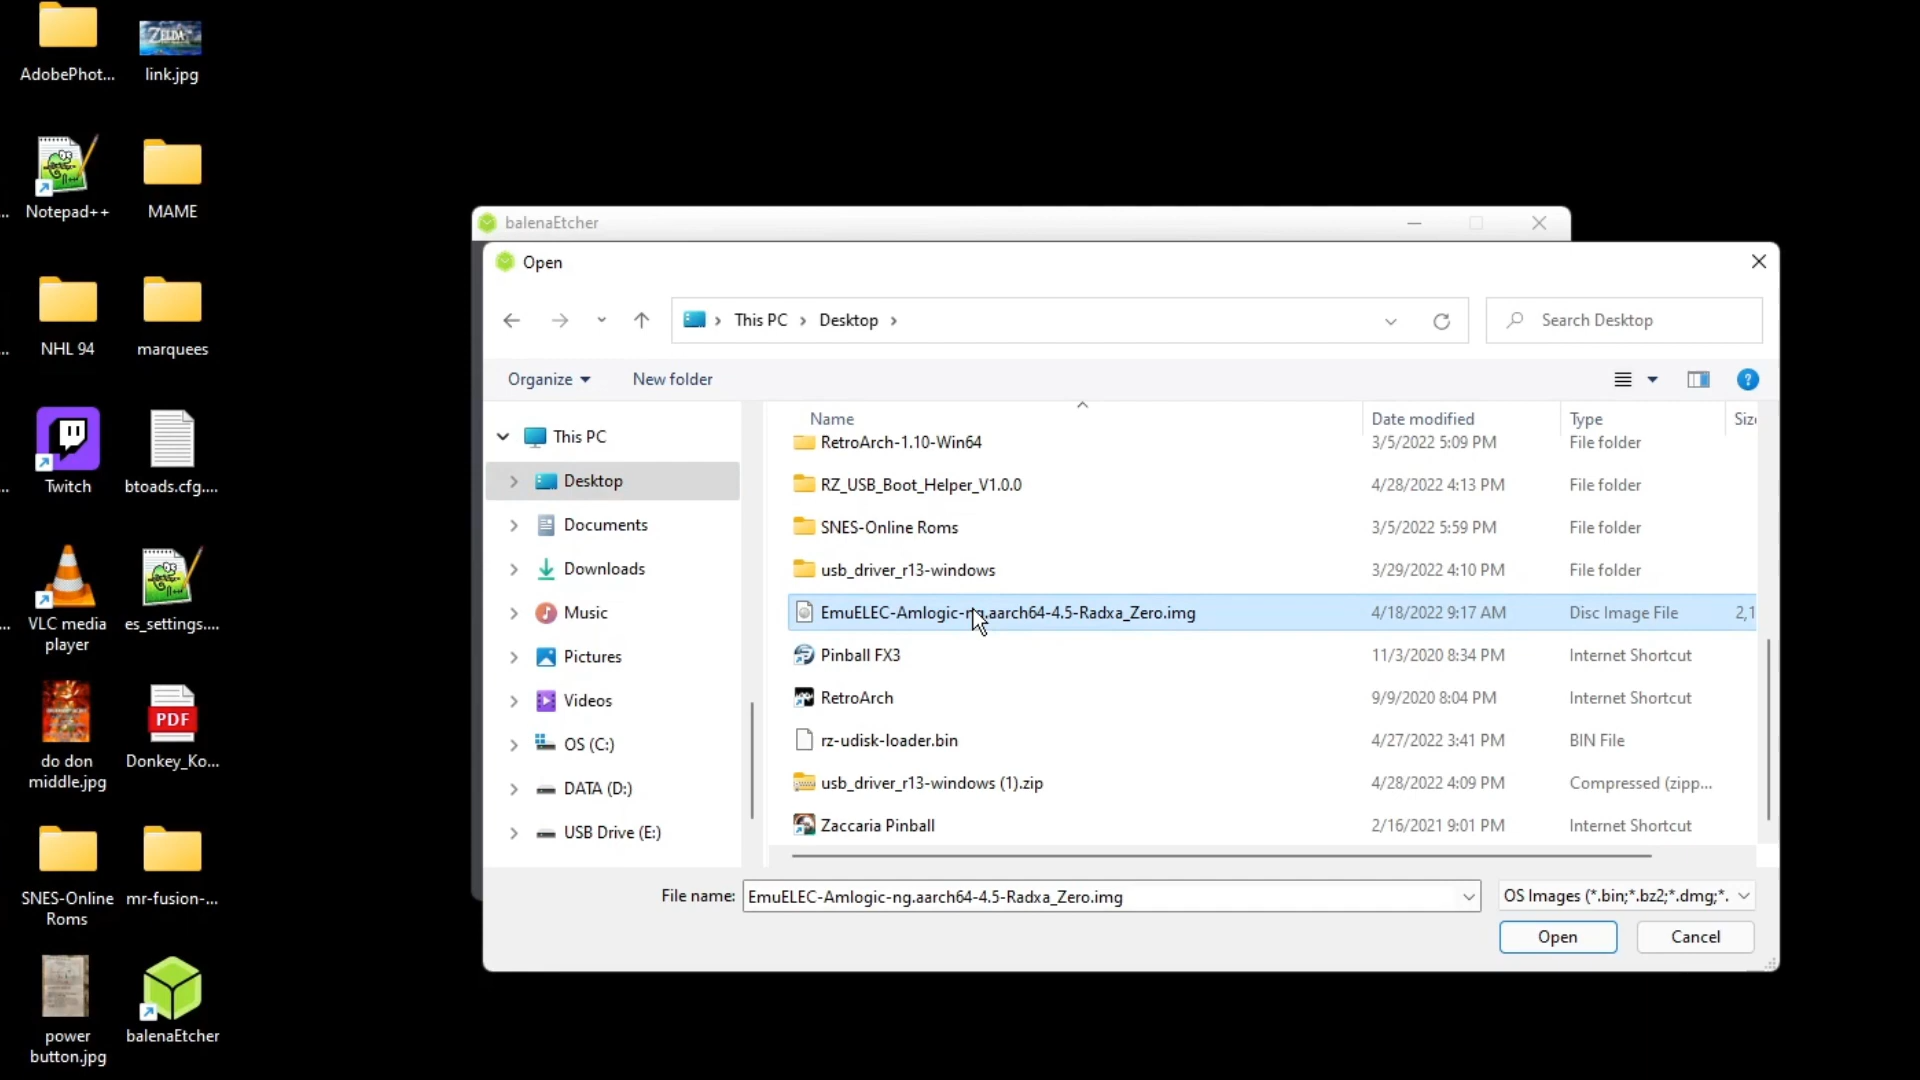 AdobePhot...
link.jpg
Notepad++
MAME
NHL 94
marquees
Twitch
btoads.cfg....
VLC media
player
es_settings....
PDF
do don
middle.jpg
Donkey_Ko...
SNES-Online
Roms
mr-fusion-...
power
button.jpg
balenaEtcher
ZELDA
balenaEtcher
Open
This PC
Desktop
Search Desktop
Organize
New folder
?
This PC
Desktop
Documents
Downloads
Music
Pictures
Videos
OS (C:)
DATA (D:)
USB Drive (E:)
Name Date modified Type Siz
RetroArch-1.10-Win64 3/5/2022 5:09 PM File folder
RZ_USB_Boot_Helper_V1.0.0 4/28/2022 4:13 PM File folder
SNES-Online Roms 3/5/2022 5:59 PM File folder
usb_driver_r13-windows 3/29/2022 4:10 PM File folder
EmuELEC-Amlogic-ng.aarch64-4.5-Radxa_Zero.img 4/18/2022 9:17 AM Disc Image File 2,1
Pinball FX3 11/3/2020 8:34 PM Internet Shortcut
RetroArch 9/9/2020 8:04 PM Internet Shortcut
rz-udisk-loader.bin 4/27/2022 3:41 PM BIN File
usb_driver_r13-windows (1).zip 4/28/2022 4:09 PM Compressed (zipp...
Zaccaria Pinball 2/16/2021 9:01 PM Internet Shortcut
File name: EmuELEC-Amlogic-ng.aarch64-4.5-Radxa_Zero.img OS Images (*.bin;*.bz2;*.dmg;*.
Open Cancel